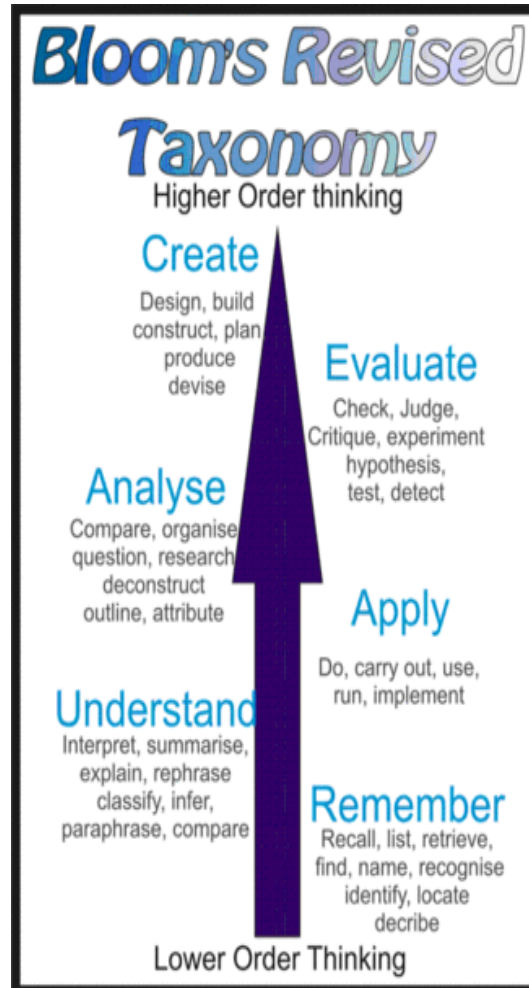 Bloom's Revised
Taxonomy
Higher Order thinking
Create
Design, build
construct, plan
produce
devise
Evaluate
Check, Judge,
Critique, experiment
hypothesis,
test, detect
Analyse
Compare, organise
question, research
deconstruct
outline, attribute
Apply
Do, carry out, use,
run, implement
Understand
Interpret, summarise,
explain, rephrase
classify, infer,
paraphrase, compare
Remember
Recall, list, retrieve,
find, name, recognise
identify, locate
decribe
Lower Order Thinking